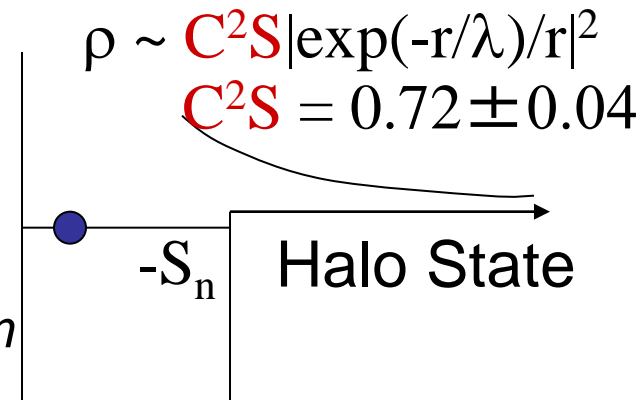 ρ ~ C²S|exp(-r/λ)/r|²
C²S = 0.72±0.04
-Sₙ Halo State
n